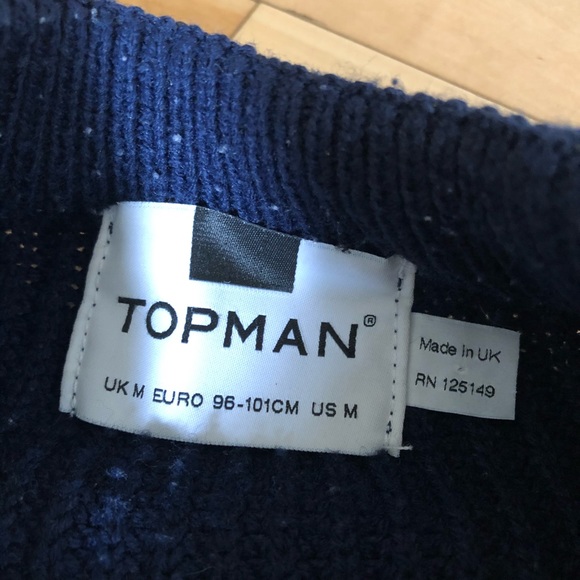 TOPMAN®
UK M EURO 96-101CM US M
Made in UK
RN 125149